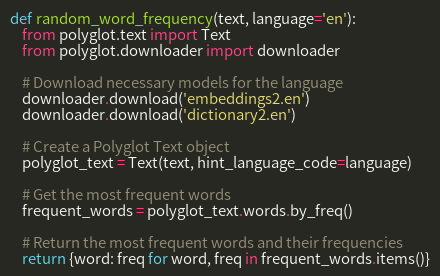 def random_word_frequency(text, language='en'):
    from polyglot.text import Text
    from polyglot.downloader import downloader

    # Download necessary models for the language
    downloader.download('embeddings2.en')
    downloader.download('dictionary2.en')

    # Create a Polyglot Text object
    polyglot_text = Text(text, hint_language_code=language)

    # Get the most frequent words
    frequent_words = polyglot_text.words.by_freq()

    # Return the most frequent words and their frequencies
    return {word: freq for word, freq in frequent_words.items()}